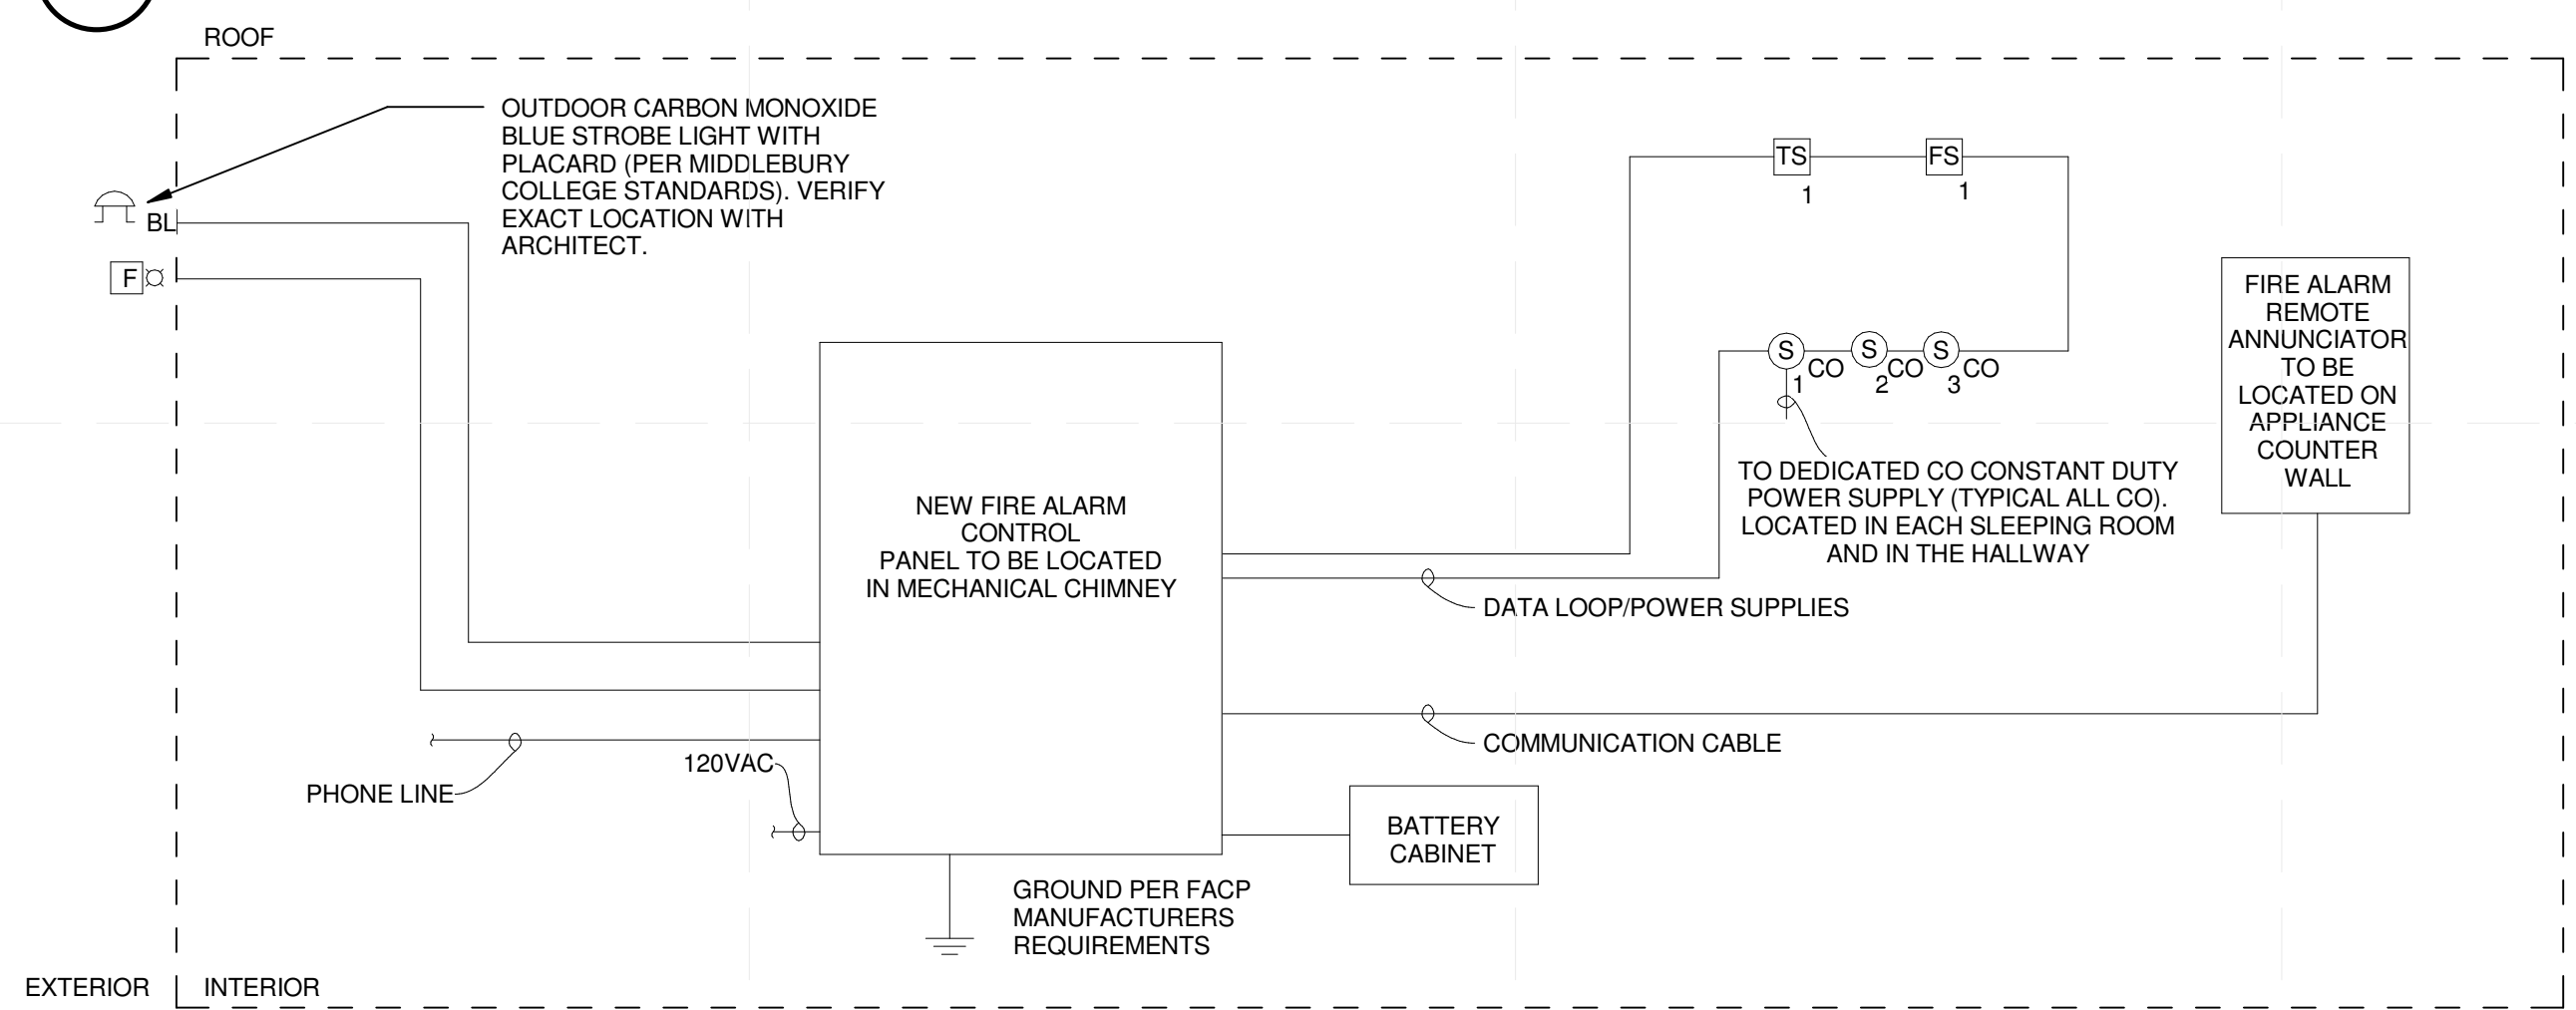 ROOF
OUTDOOR CARBON MONOXIDE
BLUE STROBE LIGHT WITH
PLACARD (PER MIDDLEBURY
COLLEGE STANDARDS). VERIFY
EXACT LOCATION WITH
ARCHITECT.
BL
F
TS
1
FS
1
S
CO
1
S
CO
2
S
CO
3
TO DEDICATED CO CONSTANT DUTY
POWER SUPPLY (TYPICAL ALL CO).
LOCATED IN EACH SLEEPING ROOM
AND IN THE HALLWAY
FIRE ALARM
REMOTE
ANNUNCIATOR
TO BE
LOCATED ON
APPLIANCE
COUNTER
WALL
NEW FIRE ALARM
CONTROL
PANEL TO BE LOCATED
IN MECHANICAL CHIMNEY
DATA LOOP/POWER SUPPLIES
COMMUNICATION CABLE
PHONE LINE
120VAC
BATTERY
CABINET
GROUND PER FACP
MANUFACTURERS
REQUIREMENTS
EXTERIOR
INTERIOR